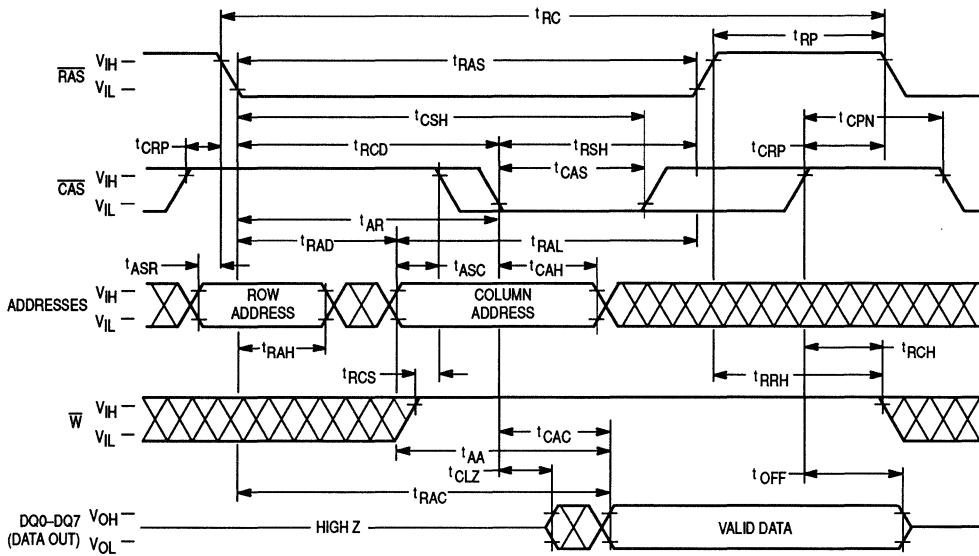 tRC
tRP
RAS VIH
VIL
tRAS
tCSH
tCPN
tCRP
tRCD
tRSH
tCRP
tCAS
CAS VIH
VIL
tAR
tRAD
tRAL
tASR
tASC
tCAH
ADDRESSES VIH
VIL
ROW
ADDRESS
COLUMN
ADDRESS
tRAH
tRCH
tRCS
tRRH
W VIH
VIL
tCAC
tAA
tCLZ
tOFF
tRAC
DQ0–DQ7
(DATA OUT)
VOH
VOL
HIGH Z
VALID DATA